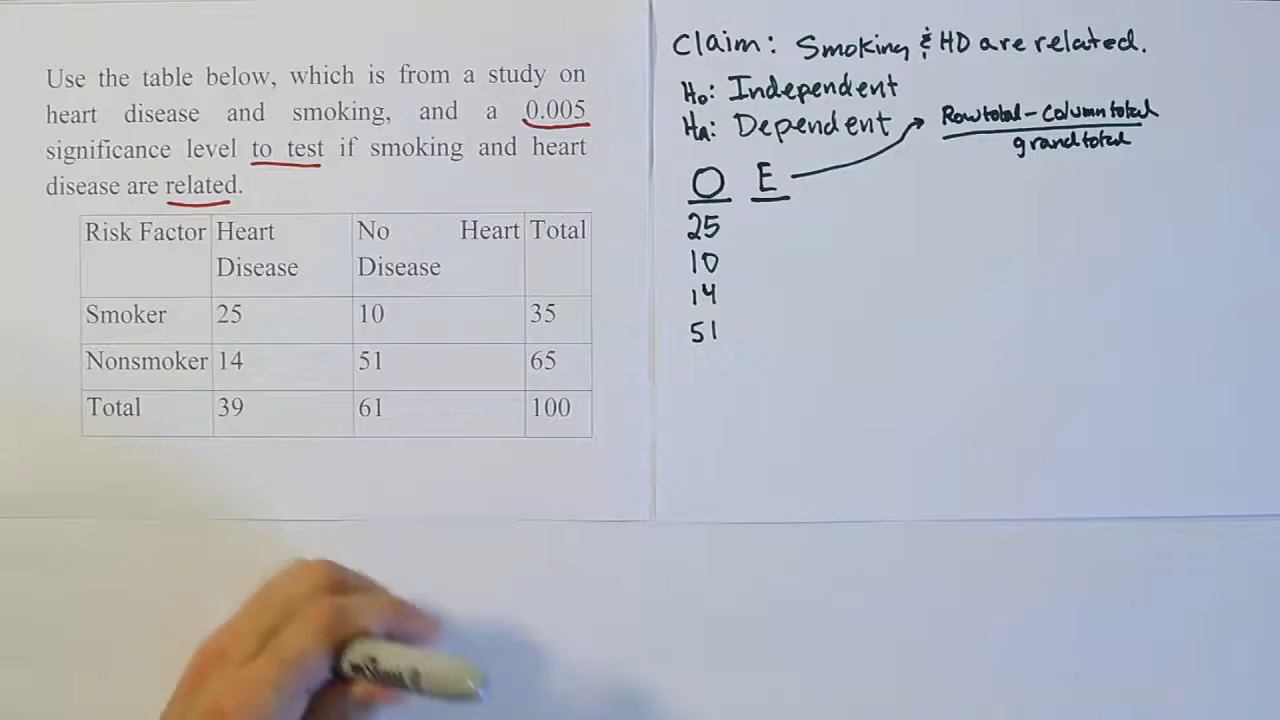 Use the table below, which is from a study on
heart disease and smoking, and a 0.005
significance level to test if smoking and heart
disease are related.
Risk Factor Heart Disease No Heart Disease Total
Smoker 25 10 35
Nonsmoker 14 51 65
Total 39 61 100
Claim: Smoking & HD are related.
H₀: Independent
Hₐ: Dependent
Row total - Column total
grand total
O E
25
10
14
51